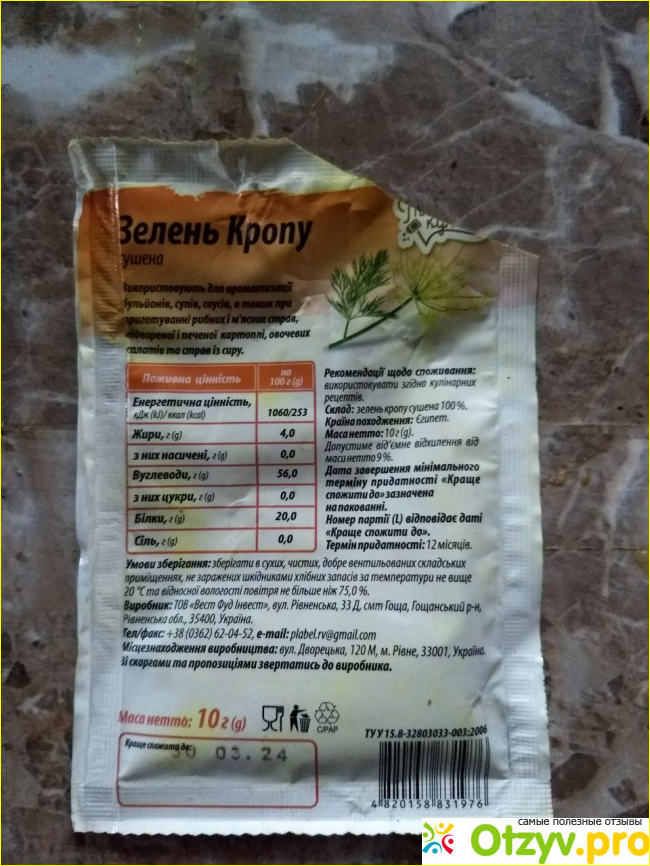 Зелень Кропу
сушена
Використовують для ароматизації
бульйонів, супів, соусів, а також при
приготуванні рибних і м'ясних страв,
відвареної і печеної картоплі, овочевих
салатів та страв із сиру.
Поживна цінність на 100 г (g)
Енергетична цінність, кДж (kJ)/ ккал (kcal) 1060/253
Жири, г (g) 4,0
з них насичені, г (g) 0,0
Вуглеводи, г (g) 56,0
з них цукри, г (g) 0,0
Білки, г (g) 20,0
Сіль, г (g) 0,0
Рекомендації щодо споживання:
використовувати згідно кулінарних
рецептів.
Склад: зелень кропу сушена 100%.
Країна походження: Єгипет.
Маса нетто: 10 г (g).
Допустиме від'ємне відхилення від
маси нетто 9%.
Дата завершення мінімального
терміну придатності «Краще
спожити до» зазначена
на пакованні.
Номер партії (L) відповідає даті
«Краще спожити до».
Термін придатності: 12 місяців.
Умови зберігання: зберігати в сухих, чистих, добре вентильованих складських
приміщеннях, не заражених шкідниками хлібних запасів за температури не вище
20 °С та відносної вологості повітря не більше ніж 75,0 %.
Виробник: ТОВ «Вест Фуд Інвест», вул. Рівненська, 33 Д, смт Гоща, Гощанський р-н,
Рівненська обл., 35400, Україна.
Тел/факс: +38 (0362) 62-04-52, e-mail: plabel.rv@gmail.com
Місцезнаходження виробництва: вул. Дворецька, 120 М, м. Рівне, 33001, Україна.
Зі скаргами та пропозиціями звертатись до виробника.
Маса нетто: 10 г (g)
C/PAP
ТУ У 15.8-32803033-003:2006
Краще спожити до:
30 03.24
4 820158 831976
самые полезные отзывы
Otzyv.pro